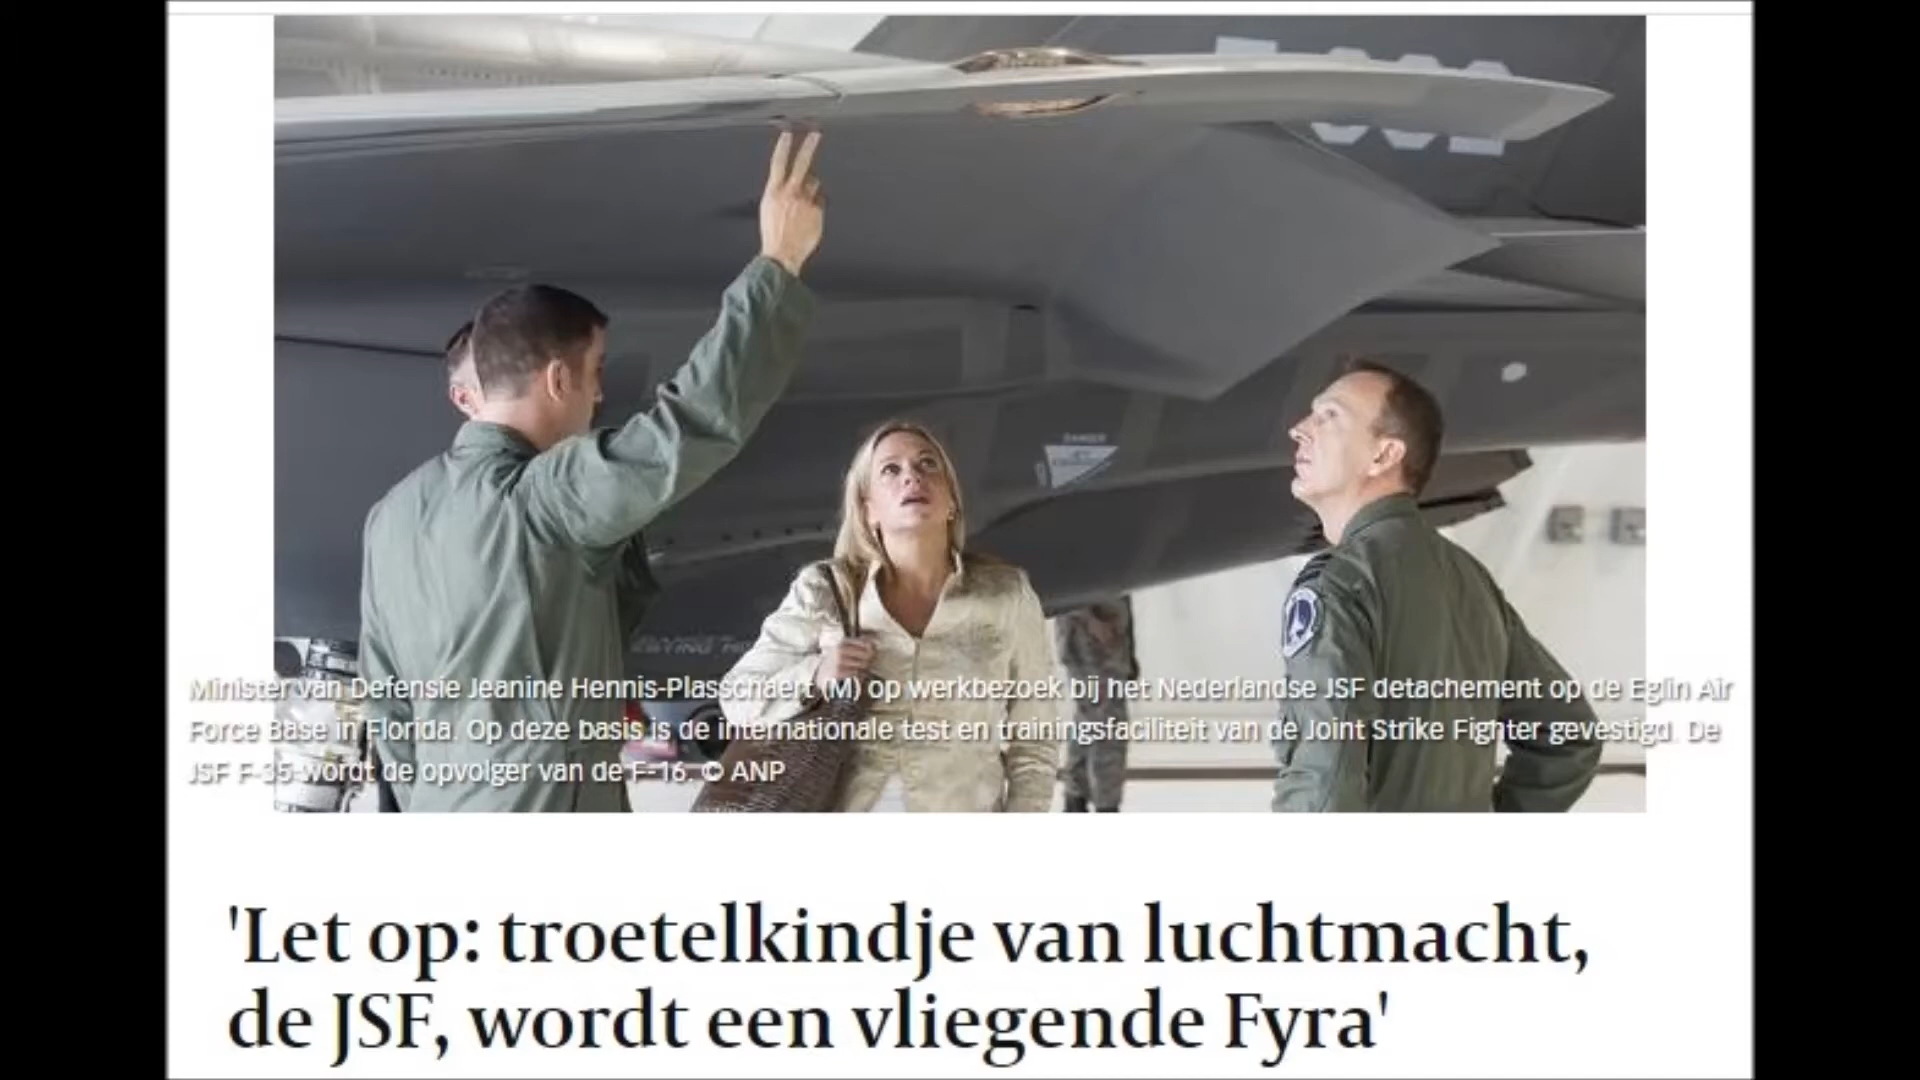 Minister van Defensie Jeanine Hennis-Plasschaert (M) op werkbezoek bij het Nederlandse JSF detachement op de Eglin Air
Force Base in Florida. Op deze basis is de internationale test en trainingsfaciliteit van de Joint Strike Fighter gevestigd. De
JSF F-35 wordt de opvolger van de F-16. © ANP
'Let op: troetelkindje van luchtmacht,
de JSF, wordt een vliegende Fyra'